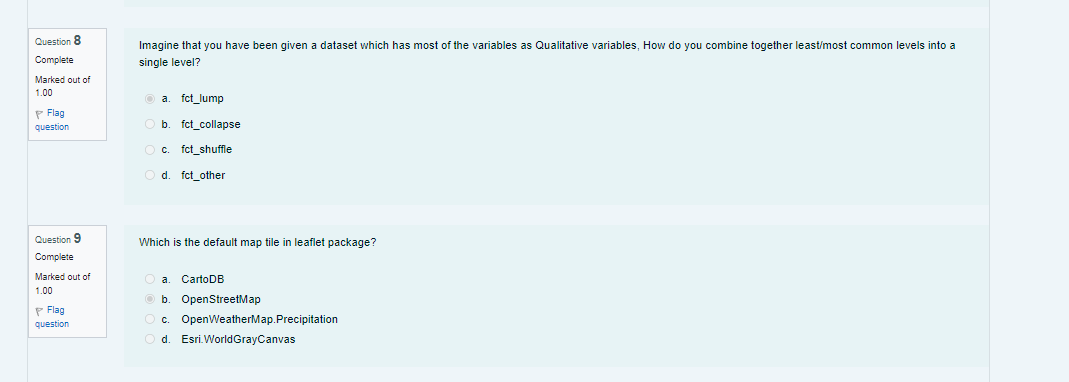 Question 8
Complete
Marked out of
1.00
Flag
question
Imagine that you have been given a dataset which has most of the variables as Qualitative variables, How do you combine together least/most common levels into a
single level?
a. fct_lump
b. fct_collapse
c. fct_shuffle
d. fct_other
Question 9
Complete
Marked out of
1.00
Flag
question
Which is the default map tile in leaflet package?
a. CartoDB
b. OpenStreetMap
c. OpenWeatherMap.Precipitation
d. Esri.WorldGrayCanvas